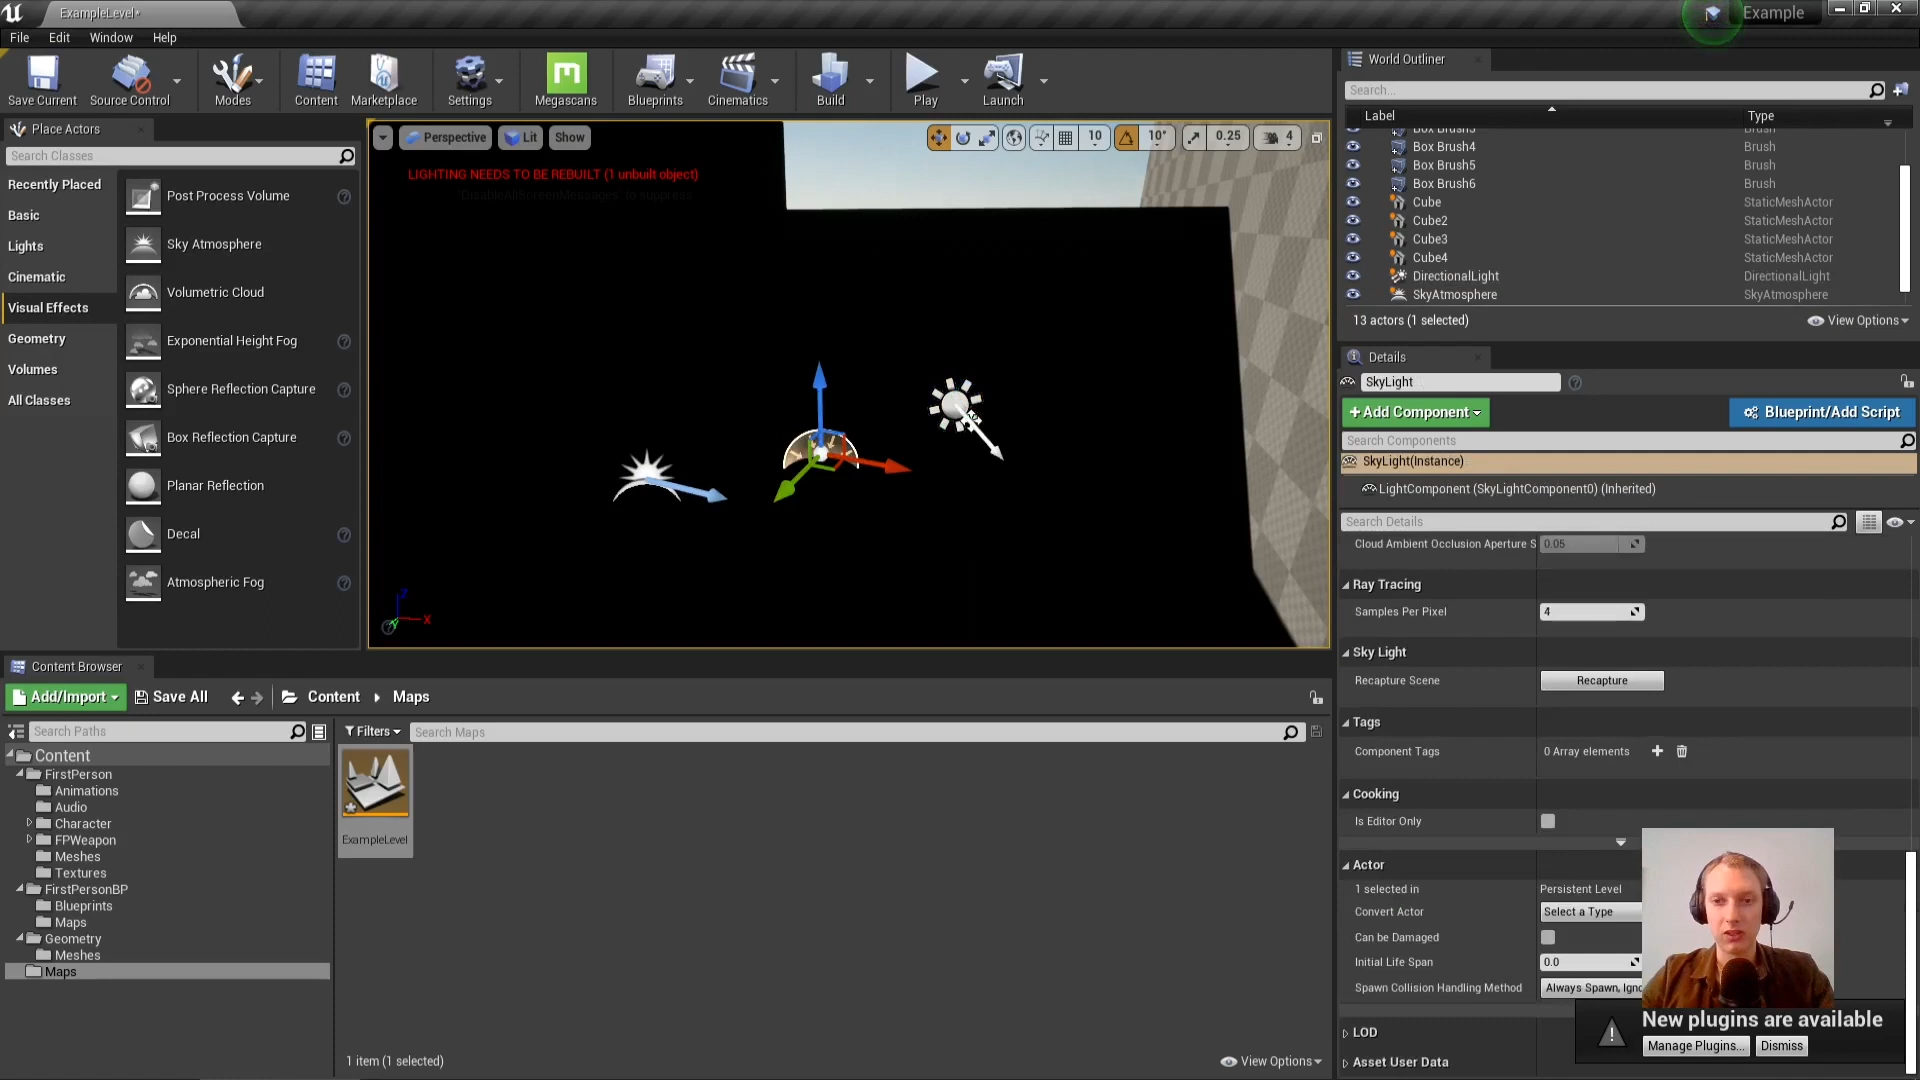 ExampleLevel*
Example
File Edit Window Help
Save Current Source Control Modes Content Marketplace Settings Megascans Blueprints Cinematics Build Play Launch
Place Actors
Search Classes
Recently Placed
Basic
Lights
Cinematic
Visual Effects
Geometry
Volumes
All Classes
Post Process Volume
Sky Atmosphere
Volumetric Cloud
Exponential Height Fog
Sphere Reflection Capture
Box Reflection Capture
Planar Reflection
Decal
Atmospheric Fog
Perspective Lit Show
10 10° 0.25 4
LIGHTING NEEDS TO BE REBUILT (1 unbuilt object)
'DisableAllScreenMessages' to suppress
Z
X
Y
World Outliner
Search...
Label Type
Box Brush3 Brush
Box Brush4 Brush
Box Brush5 Brush
Box Brush6 Brush
Cube StaticMeshActor
Cube2 StaticMeshActor
Cube3 StaticMeshActor
Cube4 StaticMeshActor
DirectionalLight DirectionalLight
SkyAtmosphere SkyAtmosphere
13 actors (1 selected) View Options
Details
SkyLight
+Add Component Blueprint/Add Script
Search Components
SkyLight(Instance)
LightComponent (SkyLightComponent0) (Inherited)
Search Details
Cloud Ambient Occlusion Aperture S 0.05
Ray Tracing
Samples Per Pixel 4
Sky Light
Recapture Scene Recapture
Tags
Component Tags 0 Array elements
Cooking
Is Editor Only
Actor
1 selected in Persistent Level
Convert Actor Select a Type
Can be Damaged
Initial Life Span 0.0
Spawn Collision Handling Method Always Spawn, Igno
LOD
Asset User Data
New plugins are available
Manage Plugins... Dismiss
Content Browser
Add/Import Save All Content Maps
Search Paths
Filters Search Maps
Content
FirstPerson
Animations
Audio
Character
FPWeapon
Meshes
Textures
FirstPersonBP
Blueprints
Maps
Geometry
Meshes
Maps
ExampleLevel
1 item (1 selected) View Options